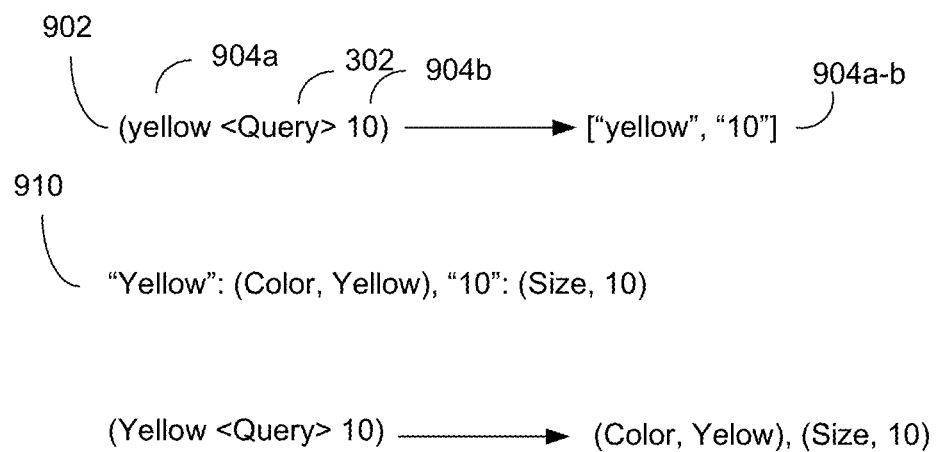 902
904a 302 904b 904a-b
(yellow <Query> 10) [“yellow”, “10”]
910
“Yellow”: (Color, Yellow), “10”: (Size, 10)
(Yellow <Query> 10) (Color, Yelow), (Size, 10)